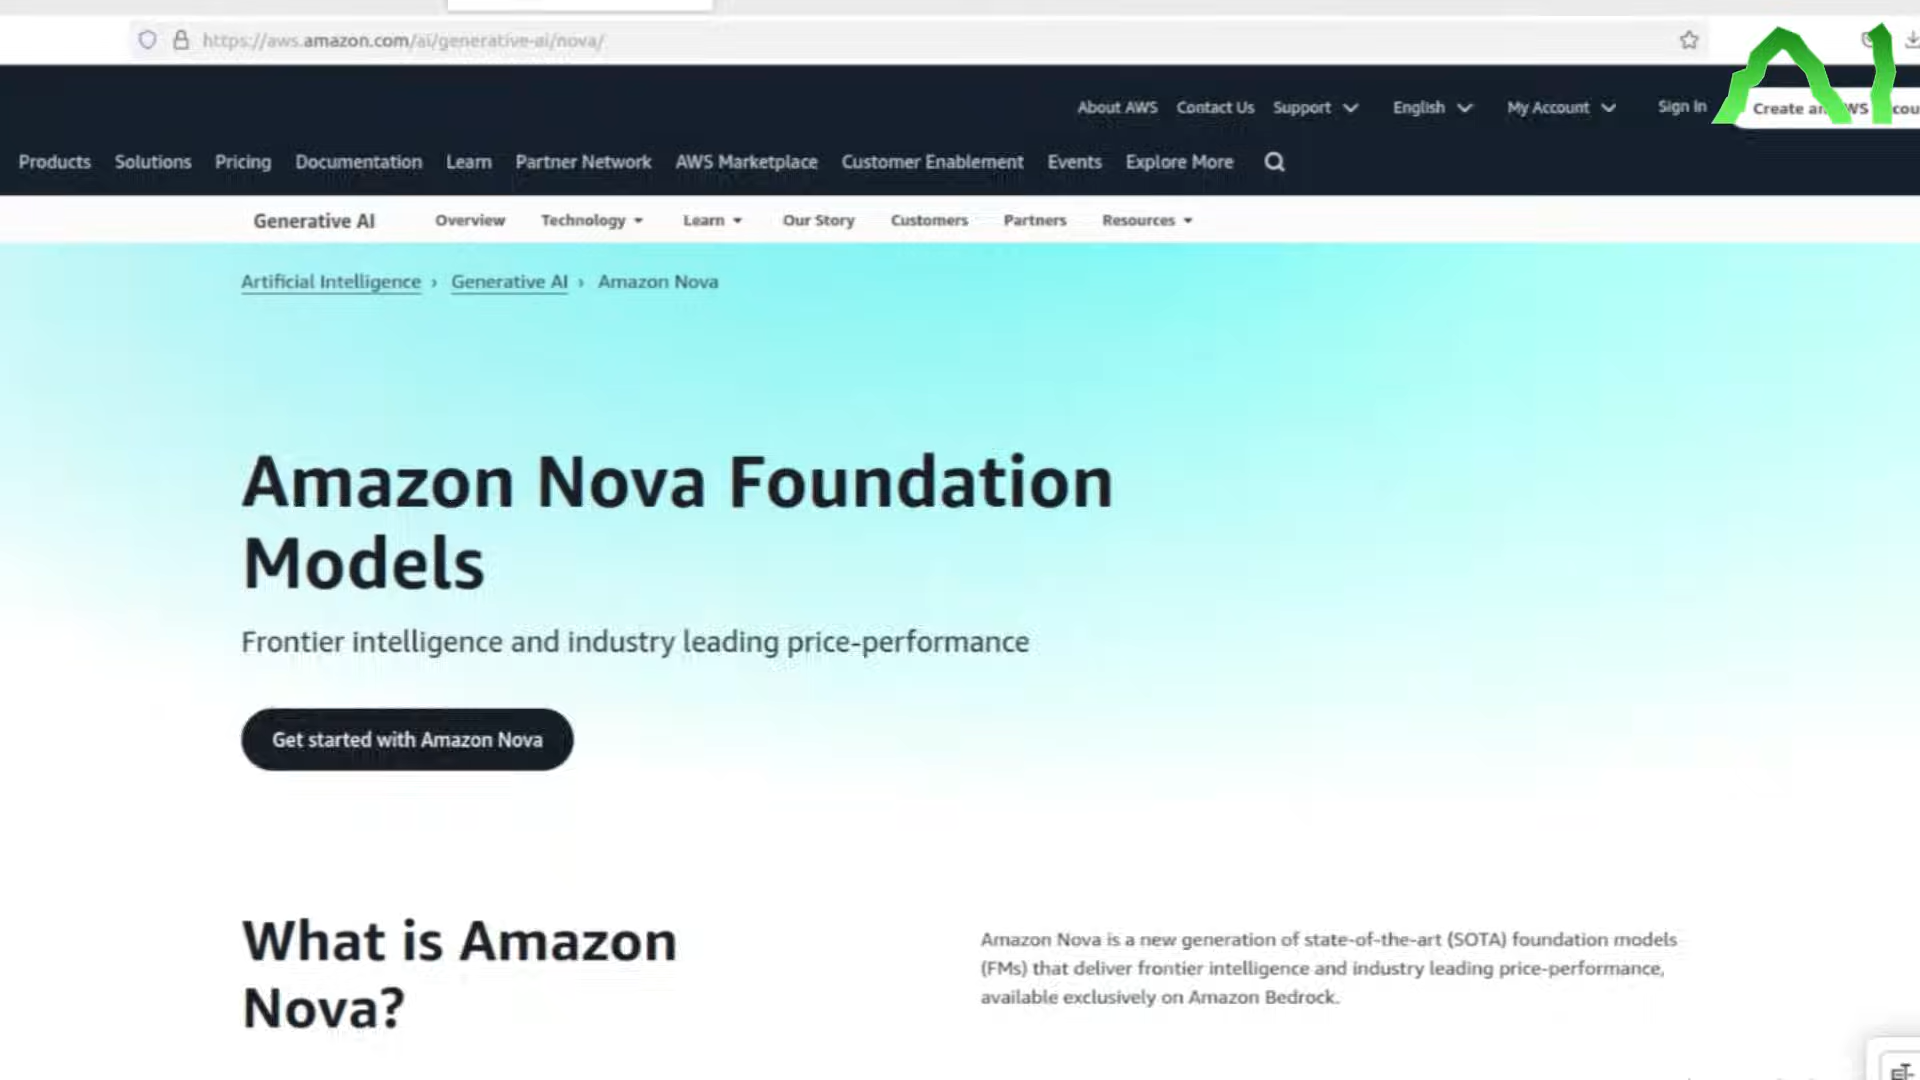 https://aws.amazon.com/ai/generative-ai/nova/
AI
About AWS Contact Us Support English My Account Sign In Create an AWS
Products Solutions Pricing Documentation Learn Partner Network AWS Marketplace Customer Enablement Events Explore More
Generative AI Overview Technology Learn Our Story Customers Partners Resources
Artificial Intelligence › Generative AI › Amazon Nova
Amazon Nova Foundation
Models
Frontier intelligence and industry leading price-performance
Get started with Amazon Nova
What is Amazon
Nova?
Amazon Nova is a new generation of state-of-the-art (SOTA) foundation models
(FMs) that deliver frontier intelligence and industry leading price-performance,
available exclusively on Amazon Bedrock.